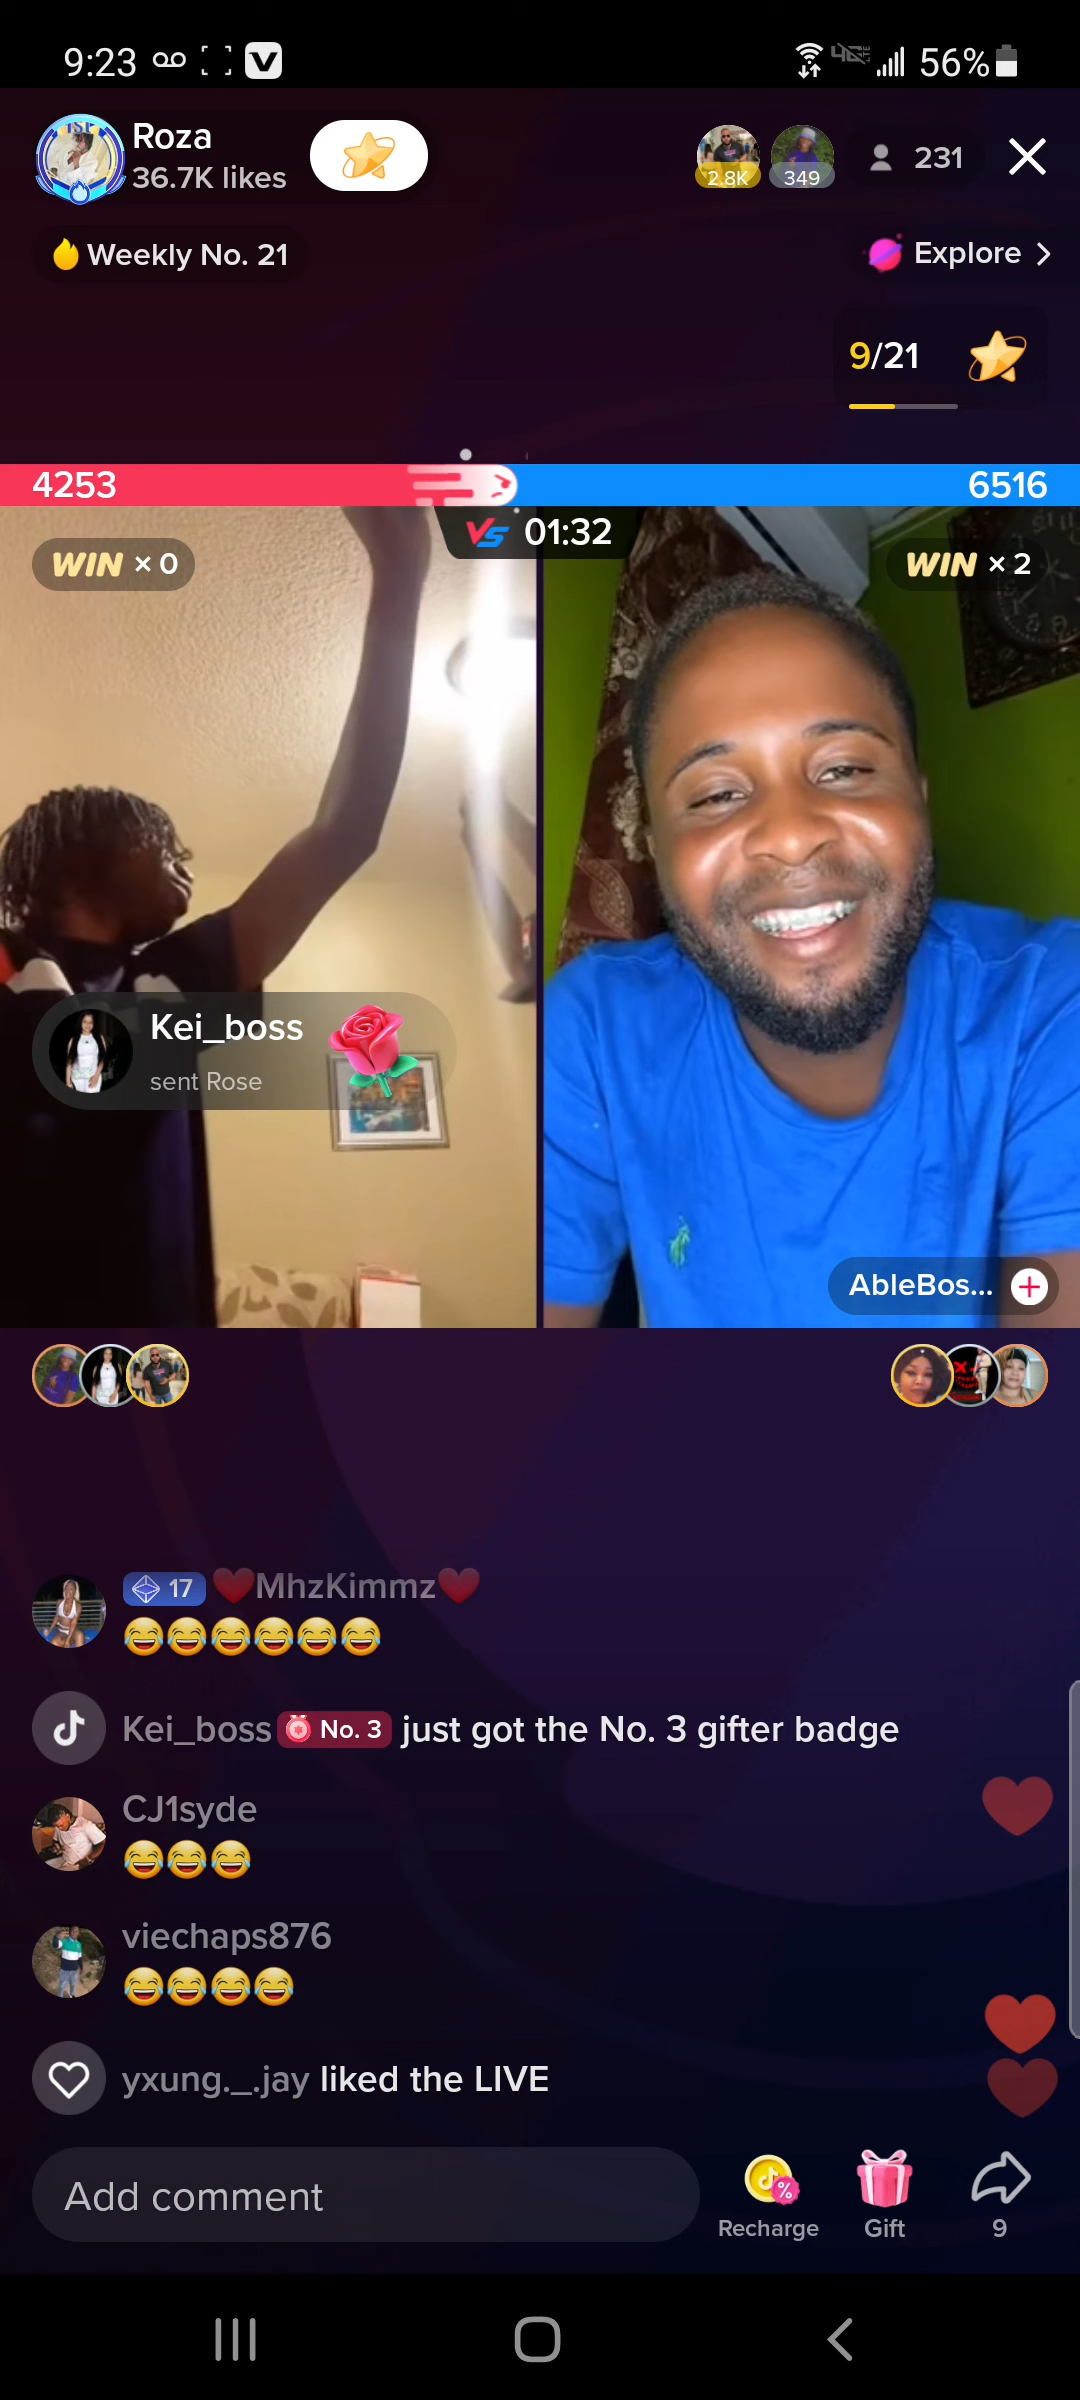 9:23
56%
Roza
36.7K likes
2.8K
349
231
Weekly No. 21
Explore
9/21
4253
6516
VS 01:32
WIN × 0
WIN × 2
Kei_boss
sent Rose
AbleBos...
17 ❤️MhzKimmz❤️
😂😂😂😂😂😂
Kei_boss No. 3 just got the No. 3 gifter badge
CJ1syde
😂😂😂
viechaps876
😂😂😂😂
yxung._.jay liked the LIVE
Add comment
Recharge
Gift
9